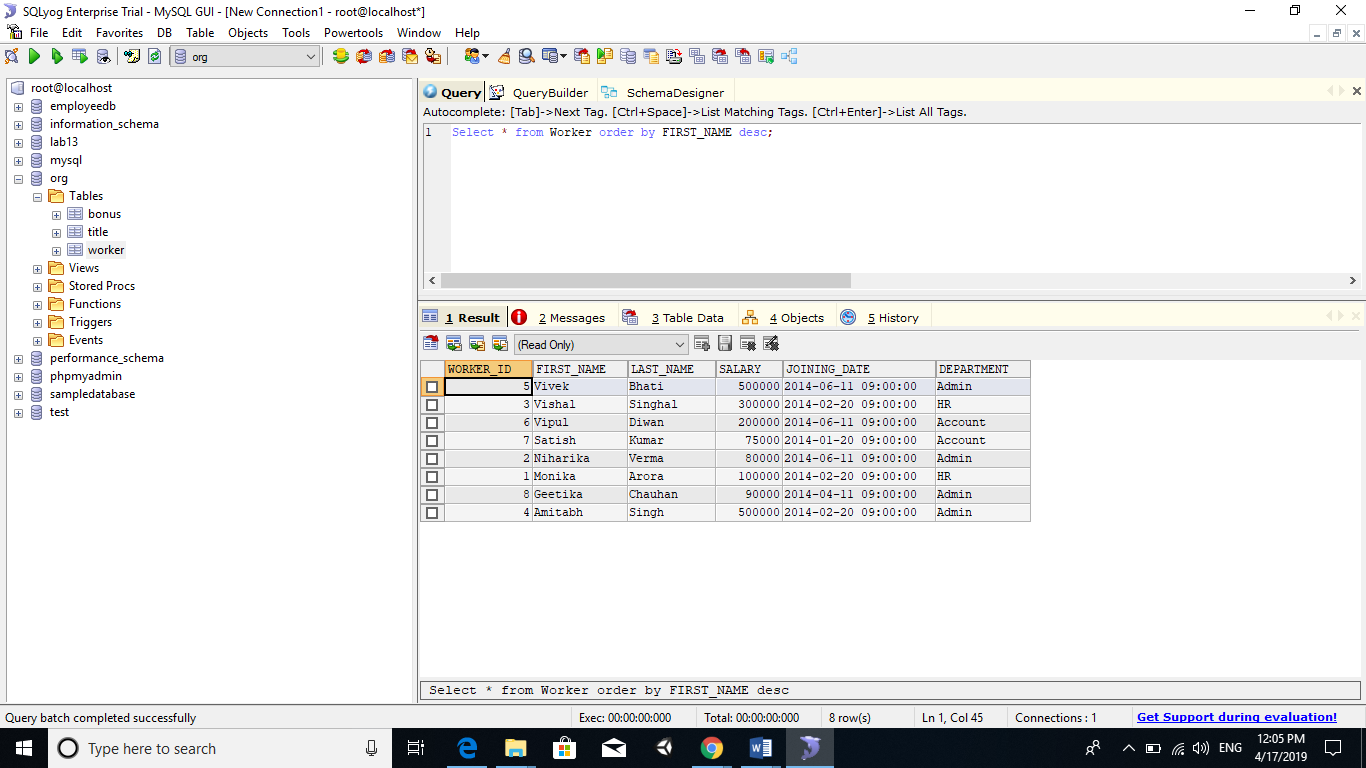 SQLyog Enterprise Trial - MySQL GUI - [New Connection1 - root@localhost*]
File Edit Favorites DB Table Objects Tools Powertools Window Help
org
root@localhost
employeedb
information_schema
lab13
mysql
org
Tables
bonus
title
worker
Views
Stored Procs
Functions
Triggers
Events
performance_schema
phpmyadmin
sampledatabase
test
Query QueryBuilder SchemaDesigner
Autocomplete: [Tab]->Next Tag. [Ctrl+Space]->List Matching Tags. [Ctrl+Enter]->List All Tags.
1 Select * from Worker order by FIRST_NAME desc;
1 Result 2 Messages 3 Table Data 4 Objects 5 History
(Read Only)
WORKER_ID FIRST_NAME LAST_NAME SALARY JOINING_DATE DEPARTMENT
5 Vivek Bhati 500000 2014-06-11 09:00:00 Admin
3 Vishal Singhal 300000 2014-02-20 09:00:00 HR
6 Vipul Diwan 200000 2014-06-11 09:00:00 Account
7 Satish Kumar 75000 2014-01-20 09:00:00 Account
2 Niharika Verma 80000 2014-06-11 09:00:00 Admin
1 Monika Arora 100000 2014-02-20 09:00:00 HR
8 Geetika Chauhan 90000 2014-04-11 09:00:00 Admin
4 Amitabh Singh 500000 2014-02-20 09:00:00 Admin
Select * from Worker order by FIRST_NAME desc
Query batch completed successfully Exec: 00:00:00:000 Total: 00:00:00:000 8 row(s) Ln 1, Col 45 Connections : 1 Get Support during evaluation!
Type here to search ENG 12:05 PM
4/17/2019